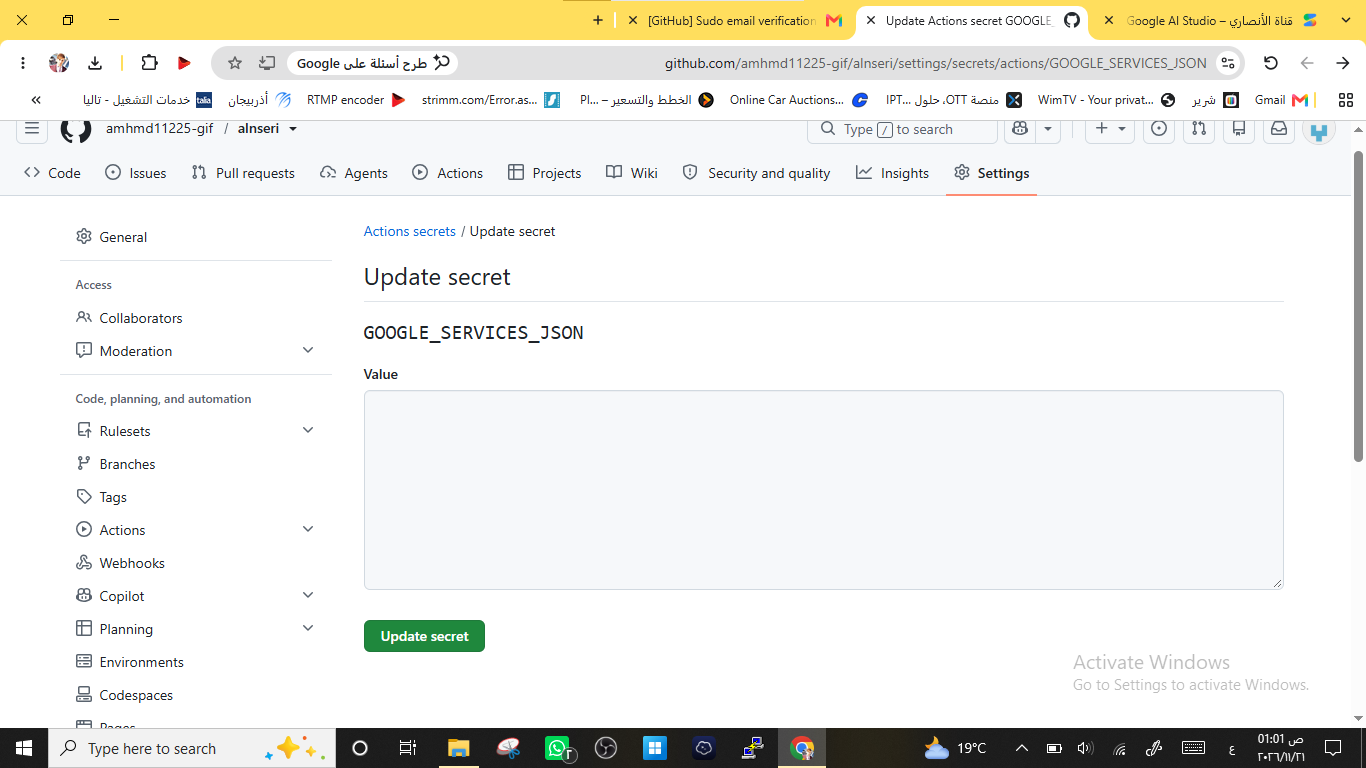 [GitHub] Sudo email verification
Update Actions secret GOOGLE_
Google AI Studio – قناة الأنصاري
طرح أسئلة على Google
github.com/amhmd11225-gif/alnseri/settings/secrets/actions/GOOGLE_SERVICES_JSON
خدمات التشغيل - تاليا
talia
أذربيجان
RTMP encoder
strimm.com/Error.as...
الخطط والتسعير – Pl...
Online Car Auctions...
منصة OTT، حلول IPT...
WimTV - Your privat...
شرير
Gmail
amhmd11225-gif / alnseri
Type / to search
Code
Issues
Pull requests
Agents
Actions
Projects
Wiki
Security and quality
Insights
Settings
General
Access
Collaborators
Moderation
Code, planning, and automation
Rulesets
Branches
Tags
Actions
Webhooks
Copilot
Planning
Environments
Codespaces
Pages
Actions secrets / Update secret
Update secret
GOOGLE_SERVICES_JSON
Value
Update secret
Activate Windows
Go to Settings to activate Windows.
Type here to search
٢
19°C
ع
01:01 ص
٢٠٢٦/١١/٢١